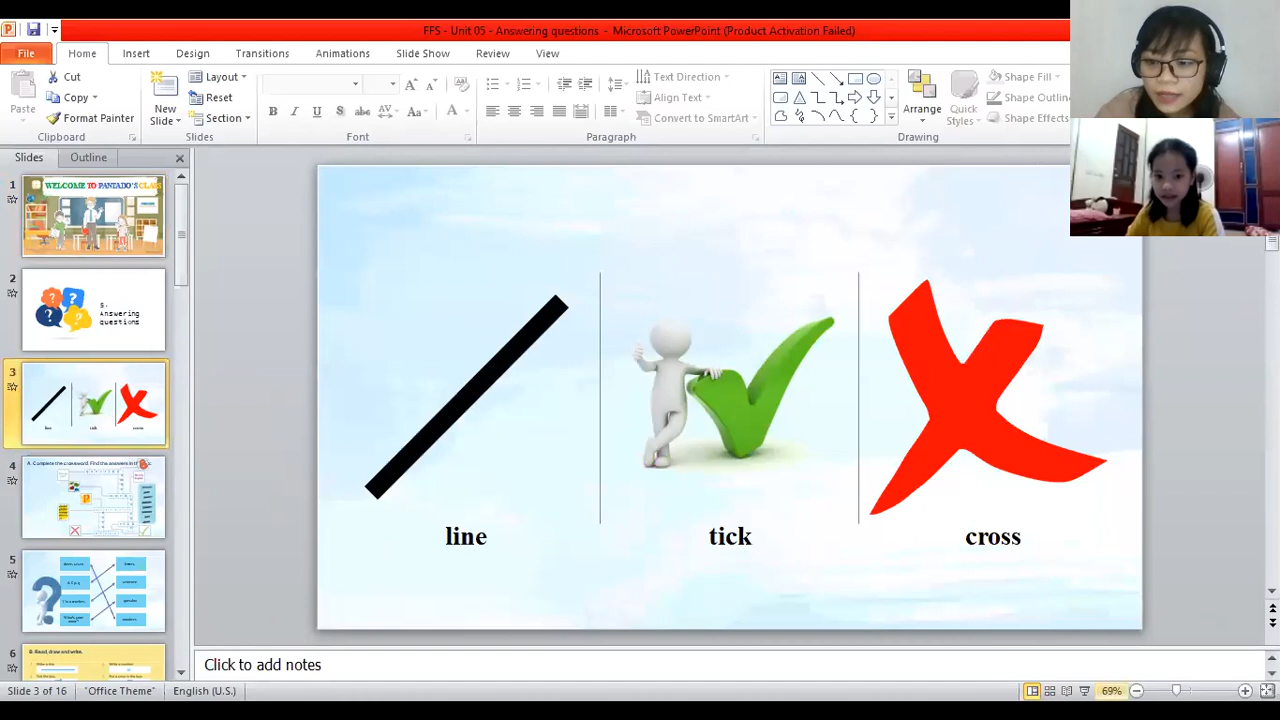 FFS - Unit 05 - Answering questions - Microsoft PowerPoint (Product Activation Failed)
File Home Insert Design Transitions Animations Slide Show Review View
Paste
Cut
Copy
Format Painter
Clipboard
New Slide
Layout
Reset
Section
Slides
B U S abc AV Aa A
Font
Text Direction
Align Text
Convert to SmartArt
Paragraph
Arrange
Quick Styles
Shape Fill
Shape Outlin
Shape Effects
Drawing
Slides Outline
1
WELCOME TO PANTADO'S CLASS
2
5.
Answering
questions
3
line tick cross
4
A. Complete the crossword. Find the answers in the
5
6
B. Read, draw and write.
line
tick
cross
Click to add notes
Slide 3 of 16 "Office Theme" English (U.S.) 69%